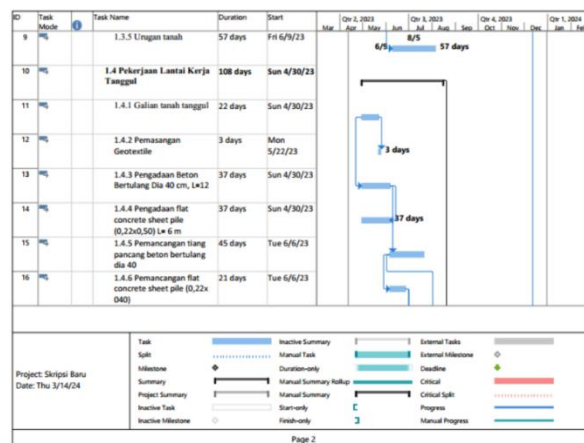 ID Task Mode Task Name Duration Start Qtr 2, 2023 Qtr 3, 2023 Qtr 4, 2023 Qtr 1, 2024
Mar Apr May Jun Jul Aug Sep Oct Nov Dec Jan Feb
9 1.3.5 Urugan tanah 57 days Fri 6/9/23 6/5 8/5 57 days
10 1.4 Pekerjaan Lantai Kerja Tanggul 108 days Sun 4/30/23
11 1.4.1 Galian tanah tanggul 22 days Sun 4/30/23
12 1.4.2 Pemasangan Geotextile 3 days Mon 5/22/23 3 days
13 1.4.3 Pengadaan Beton Bertulang Dia 40 cm, L=12 37 days Sun 4/30/23
14 1.4.4 Pengadaan flat concrete sheet pile (0,22x0,50) L= 6 m 37 days Sun 4/30/23 37 days
15 1.4.5 Pemancangan tiang pancang beton bertulang dia 40 45 days Tue 6/6/23
16 1.4.6 Pemancangan flat concrete sheet pile (0,22x 040) 21 days Tue 6/6/23
Project: Skripsi Baru
Date: Thu 3/14/24
Task Inactive Summary External Tasks
Split Manual Task External Milestone
Milestone Duration-only Deadline
Summary Manual Summary Rollup Critical
Project Summary Manual Summary Critical Split
Inactive Task Start-only Progress
Inactive Milestone Finish-only Manual Progress
Page 2